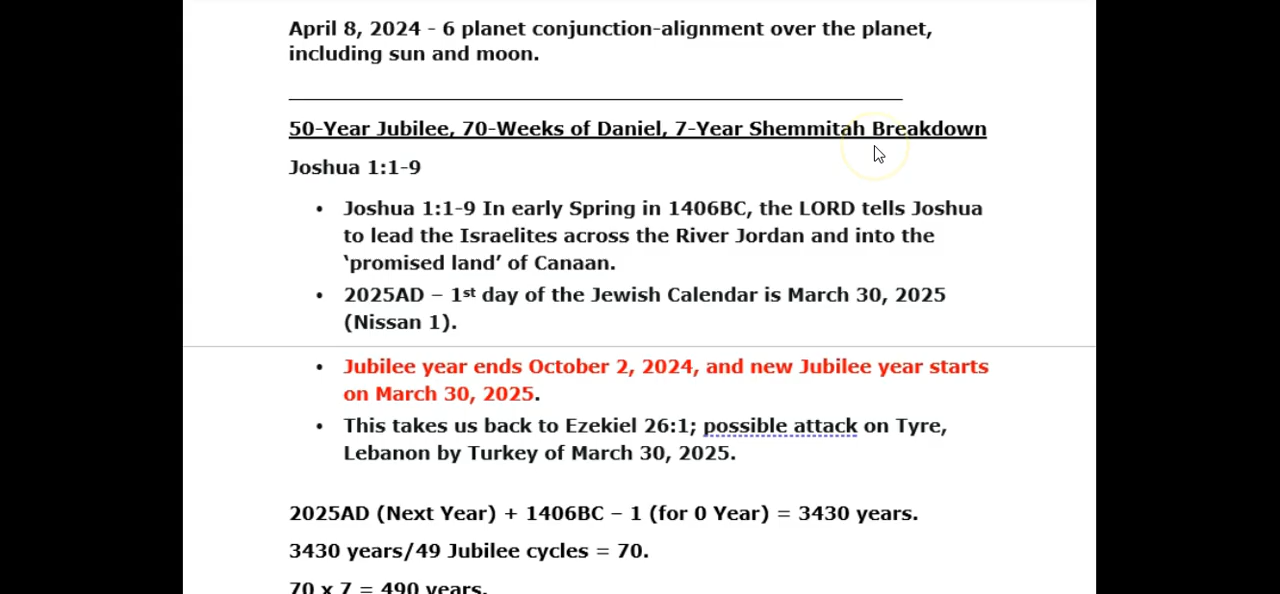 April 8, 2024 - 6 planet conjunction-alignment over the planet,
including sun and moon.
50-Year Jubilee, 70-Weeks of Daniel, 7-Year Shemmitah Breakdown
Joshua 1:1-9
• Joshua 1:1-9 In early Spring in 1406BC, the LORD tells Joshua
to lead the Israelites across the River Jordan and into the
‘promised land’ of Canaan.
• 2025AD – 1st day of the Jewish Calendar is March 30, 2025
(Nissan 1).
• Jubilee year ends October 2, 2024, and new Jubilee year starts
on March 30, 2025.
• This takes us back to Ezekiel 26:1; possible attack on Tyre,
Lebanon by Turkey of March 30, 2025.
2025AD (Next Year) + 1406BC – 1 (for 0 Year) = 3430 years.
3430 years/49 Jubilee cycles = 70.
70 x 7 = 490 years.